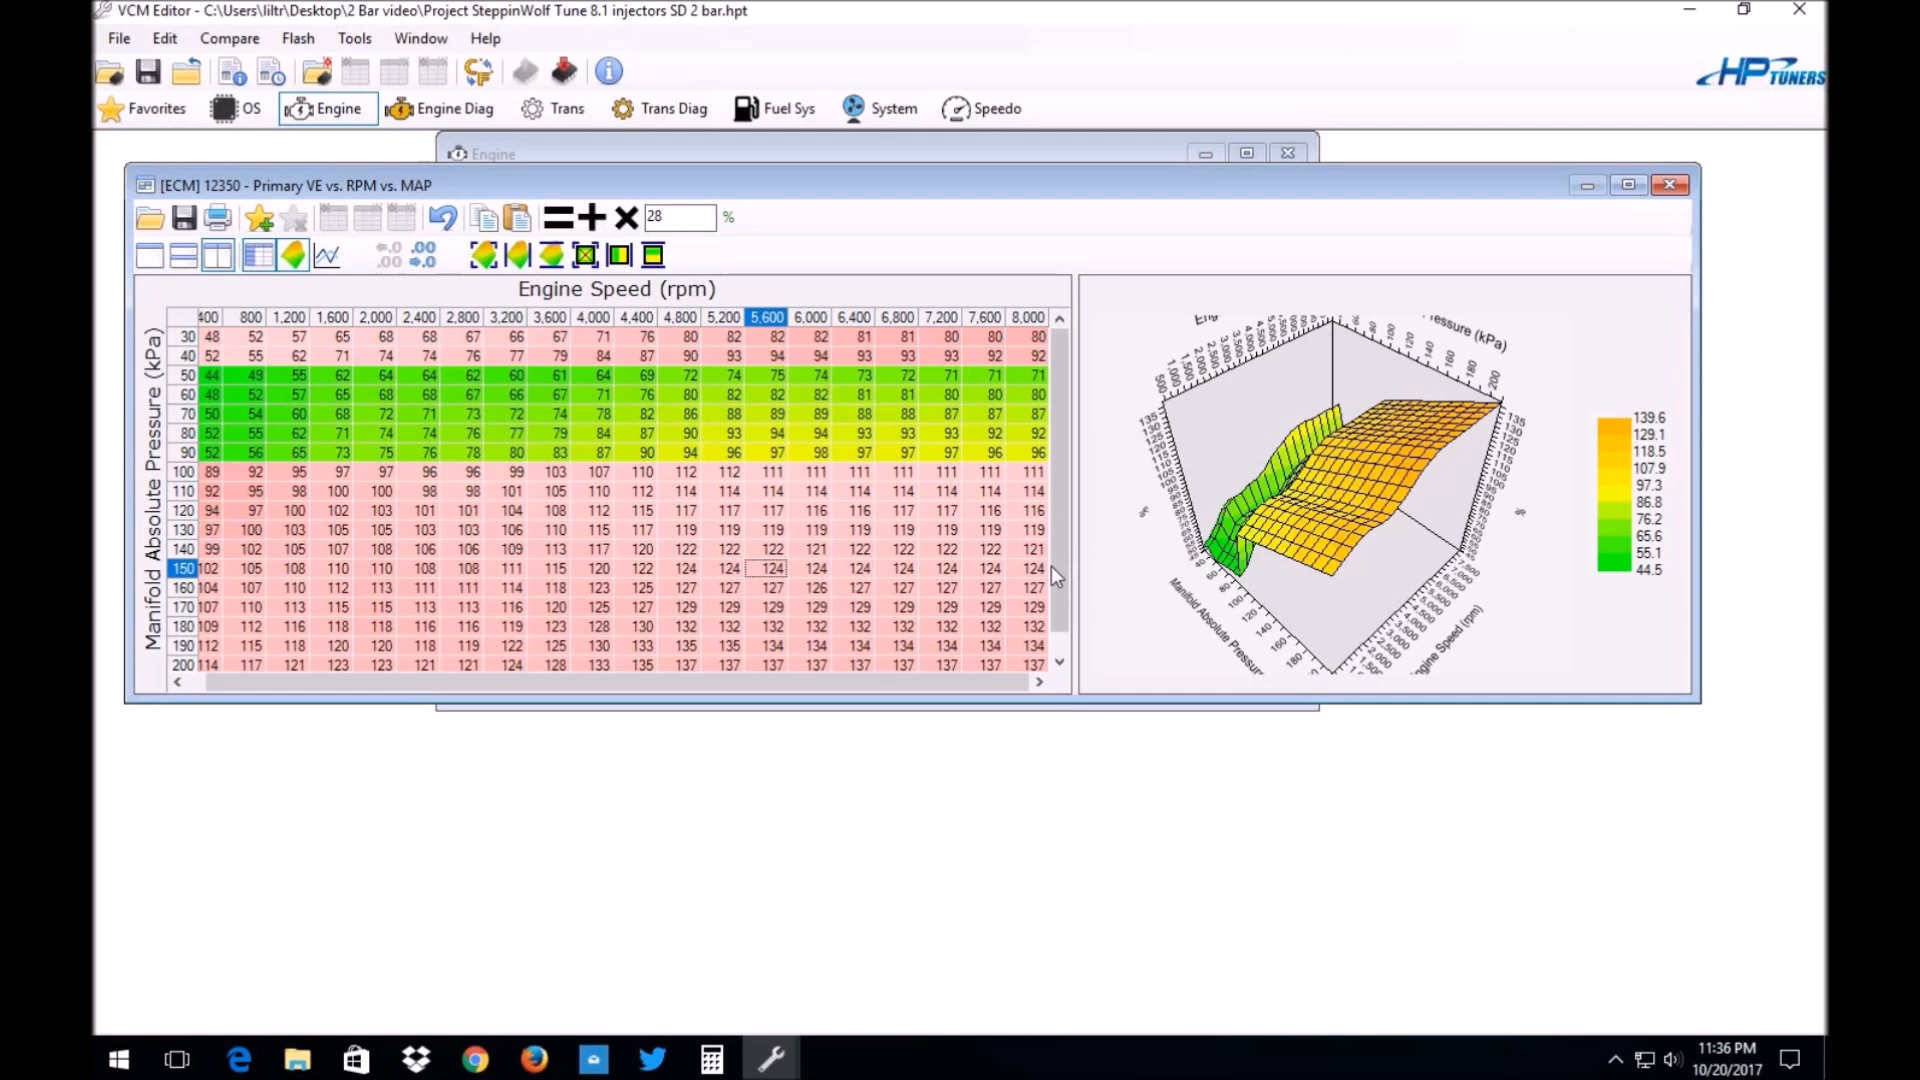 VCM Editor - C:\Users\liltr\Desktop\2 Bar video\Project SteppinWolf Tune 8.1 injectors SD 2 bar.hpt
File Edit Compare Flash Tools Window Help
HP TUNERS
Favorites OS Engine Engine Diag Trans Trans Diag Fuel Sys System Speedo
Engine
[ECM] 12350 - Primary VE vs. RPM vs. MAP
28 %
Engine Speed (rpm)
Manifold Absolute Pressure (kPa)
400 800 1,200 1,600 2,000 2,400 2,800 3,200 3,600 4,000 4,400 4,800 5,200 5,600 6,000 6,400 6,800 7,200 7,600 8,000
30 48 52 57 65 68 68 67 66 67 71 76 80 82 82 82 81 81 80 80 80
40 52 55 62 71 74 74 76 77 79 84 87 90 93 94 94 93 93 93 92 92
50 44 49 55 62 64 64 62 60 61 64 69 72 74 75 74 73 72 71 71 71
60 48 52 57 65 68 68 67 66 67 71 76 80 82 82 82 81 81 80 80 80
70 50 54 60 68 72 71 73 72 74 78 82 86 88 89 89 88 88 87 87 87
80 52 55 62 71 74 74 76 77 79 84 87 90 93 94 94 93 93 93 92 92
90 52 56 65 73 75 76 78 80 83 87 90 94 96 97 98 97 97 97 96 96
100 89 92 95 97 97 96 96 99 103 107 110 112 112 111 111 111 111 111 111 111
110 92 95 98 100 100 98 98 101 105 110 112 114 114 114 114 114 114 114 114 114
120 94 97 100 102 103 101 101 104 108 112 115 117 117 117 116 116 117 117 116 116
130 97 100 103 105 105 103 103 106 110 115 117 119 119 119 119 119 119 119 119 119
140 99 102 105 107 108 106 106 109 113 117 120 122 122 122 121 122 122 122 122 121
150 102 105 108 110 110 108 108 111 115 120 122 124 124 124 124 124 124 124 124 124
160 104 107 110 112 113 111 111 114 118 123 125 127 127 127 126 127 127 127 127 127
170 107 110 113 115 115 113 113 116 120 125 127 129 129 129 129 129 129 129 129 129
180 109 112 116 118 118 116 116 119 123 128 130 132 132 132 132 132 132 132 132 132
190 112 115 118 120 120 118 119 122 125 130 133 135 135 134 134 134 134 134 134 134
200 114 117 121 123 123 121 121 124 128 133 135 137 137 137 137 137 137 137 137 137
139.6
129.1
118.5
107.9
97.3
86.8
76.2
65.6
55.1
44.5
Manifold Absolute Pressur
11:36 PM
10/20/2017